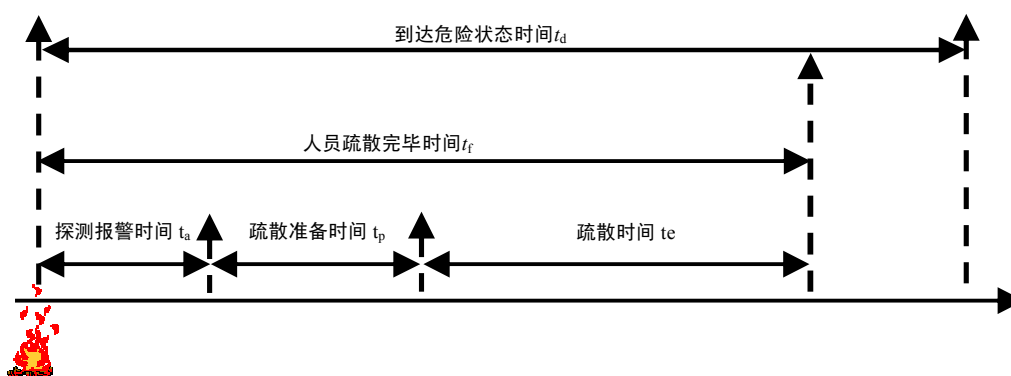 到达危险状态时间td
人员疏散完毕时间tf
探测报警时间 ta
疏散准备时间 tp
疏散时间 te